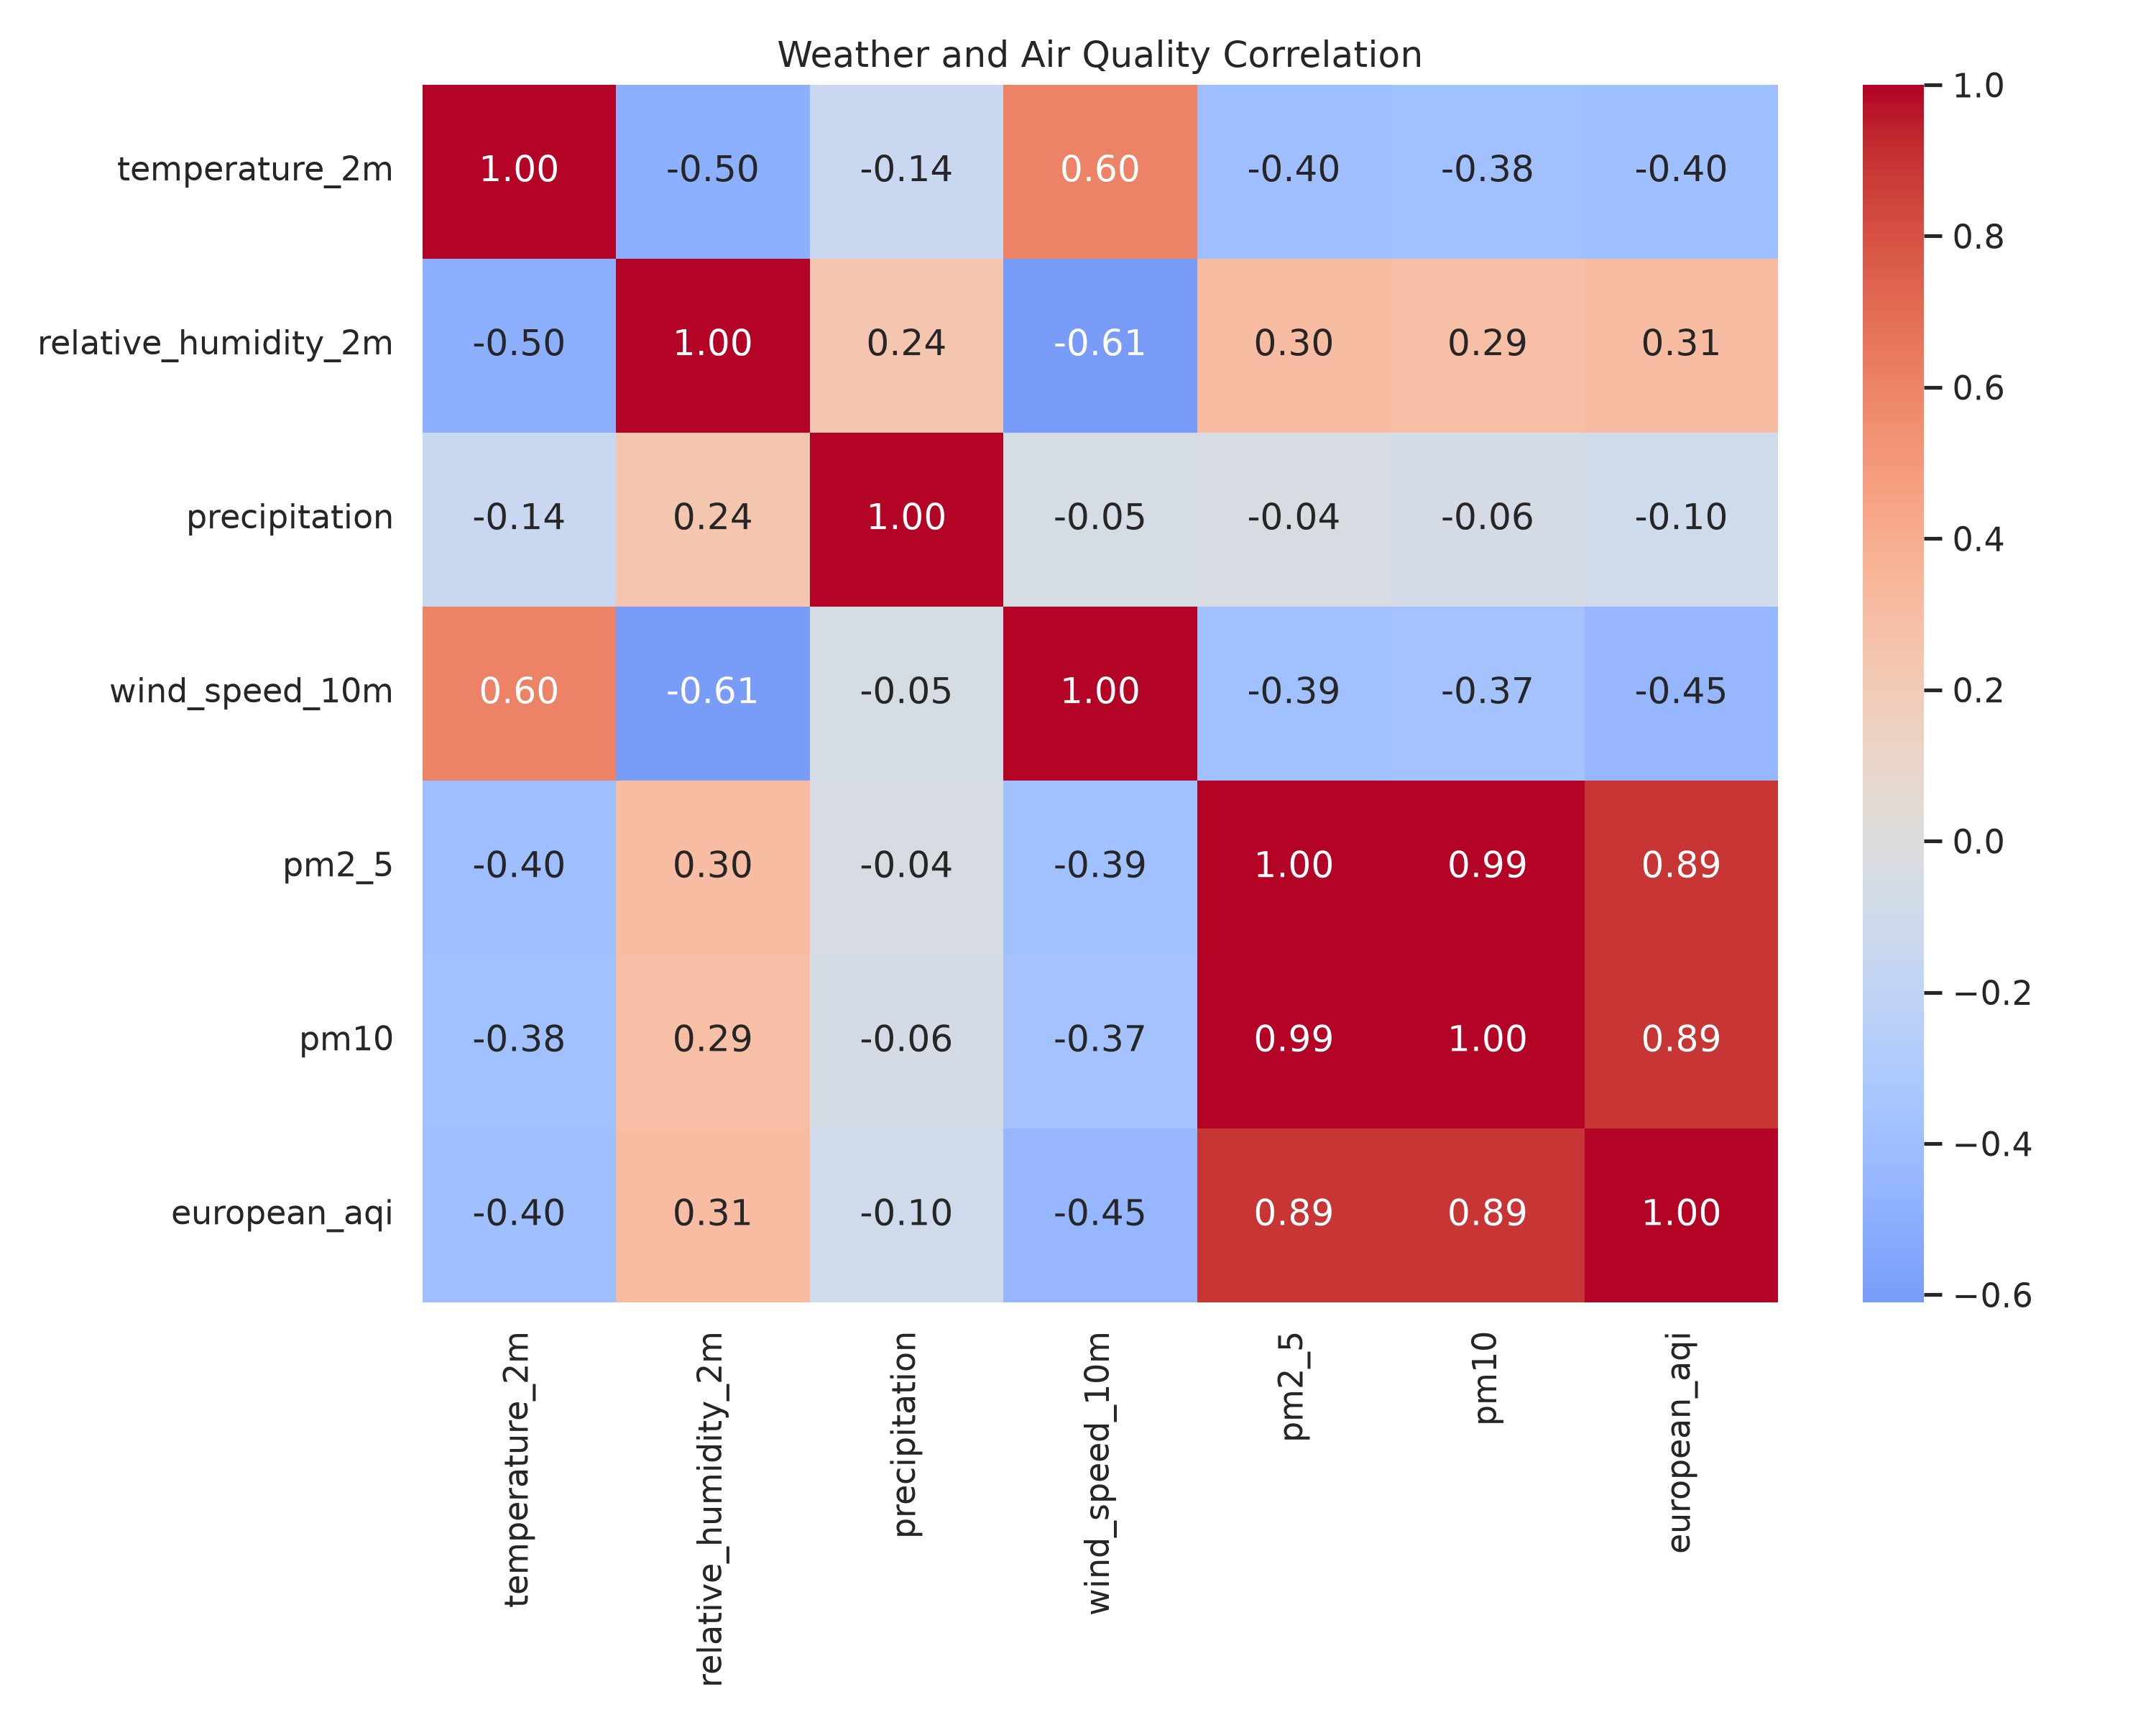 Weather and Air Quality Correlation
temperature_2m 1.00 -0.50 -0.14 0.60 -0.40 -0.38 -0.40
relative_humidity_2m -0.50 1.00 0.24 -0.61 0.30 0.29 0.31
precipitation -0.14 0.24 1.00 -0.05 -0.04 -0.06 -0.10
wind_speed_10m 0.60 -0.61 -0.05 1.00 -0.39 -0.37 -0.45
pm2_5 -0.40 0.30 -0.04 -0.39 1.00 0.99 0.89
pm10 -0.38 0.29 -0.06 -0.37 0.99 1.00 0.89
european_aqi -0.40 0.31 -0.10 -0.45 0.89 0.89 1.00
temperature_2m
relative_humidity_2m
precipitation
wind_speed_10m
pm2_5
pm10
european_aqi
1.0
0.8
0.6
0.4
0.2
0.0
−0.2
−0.4
−0.6